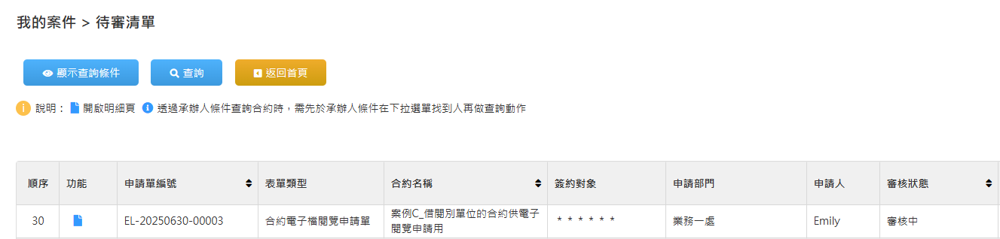 我的案件 > 待審清單
顯示查詢條件 查詢 返回首頁
說明： 開啟明細頁 透過承辦人條件查詢合約時，需先於承辦人條件在下拉選單找到人再做查詢動作
順序 功能 申請單編號 表單類型 合約名稱 簽約對象 申請部門 申請人 審核狀態
30 EL-20250630-00003 合約電子檔閱覽申請單 案例C_借閱別單位的合約供電子 ＊＊＊＊＊＊ 業務一處 Emily 審核中
閱覽申請用